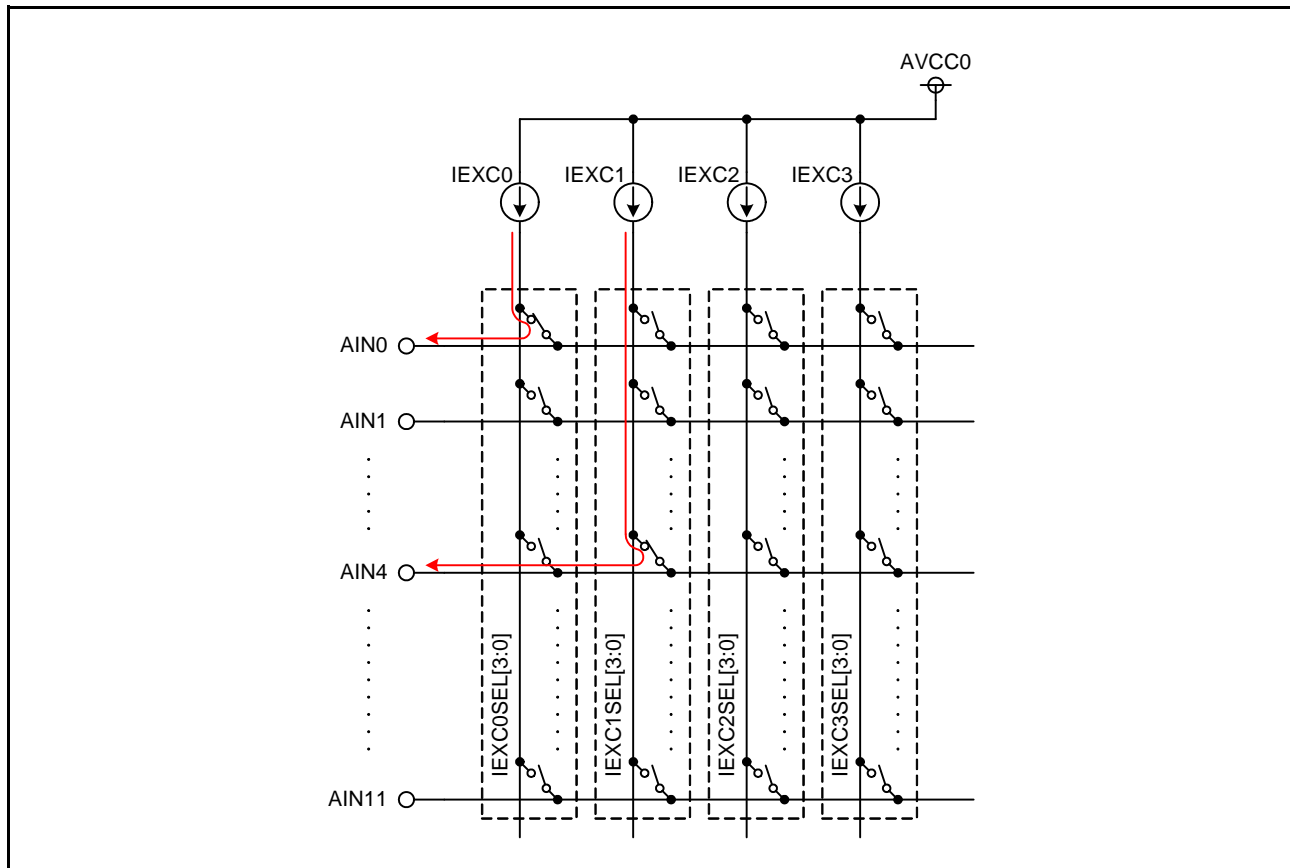 AVCC0
IEXC0
IEXC1
IEXC2
IEXC3
AIN0
AIN1
AIN4
AIN11
IEXC0SEL[3:0]
IEXC1SEL[3:0]
IEXC2SEL[3:0]
IEXC3SEL[3:0]